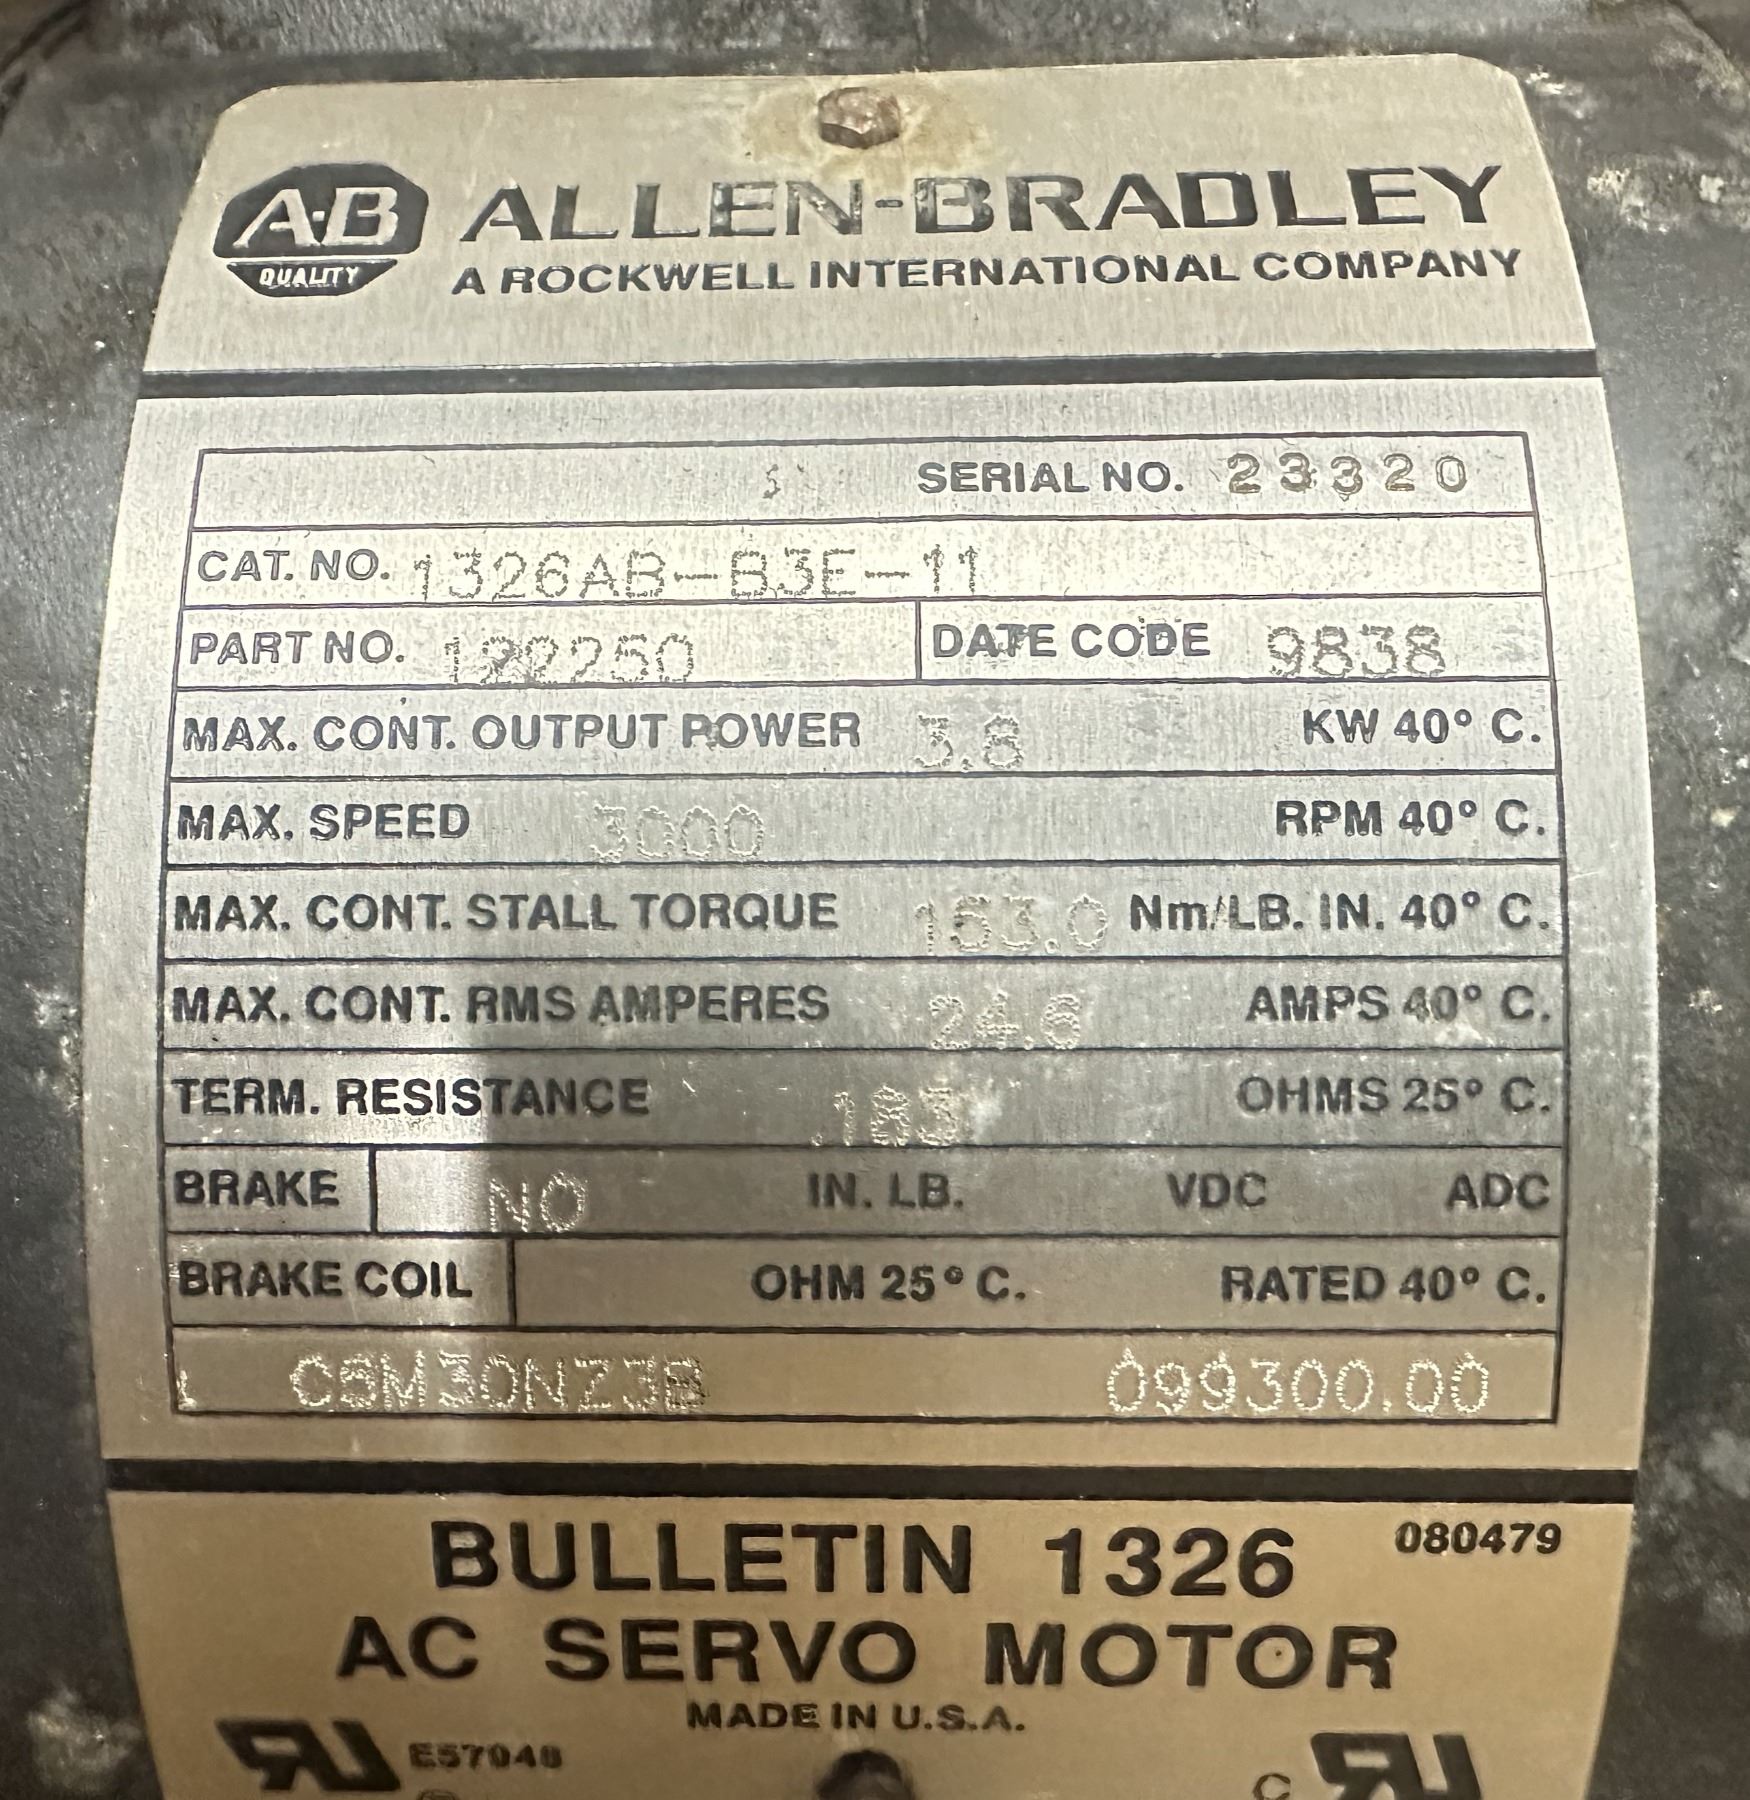 A·B QUALITY
ALLEN-BRADLEY
A ROCKWELL INTERNATIONAL COMPANY
SERIAL NO. 23320
CAT. NO. 1326AB-B3E-11
PART NO.
DATE CODE 9838
MAX. CONT. OUTPUT POWER 3.8 KW 40° C.
MAX. SPEED 3000 RPM 40° C.
MAX. CONT. STALL TORQUE 153.0 Nm/LB. IN. 40° C.
MAX. CONT. RMS AMPERES 24.6 AMPS 40° C.
TERM. RESISTANCE .183 OHMS 25° C.
BRAKE NO IN. LB. VDC ADC
BRAKE COIL OHM 25° C. RATED 40° C.
099300.00
BULLETIN 1326 080479
AC SERVO MOTOR
MADE IN U.S.A.
E57048
C